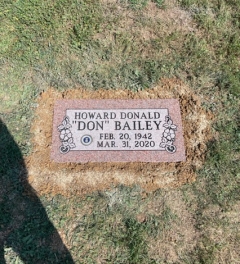 HOWARD DONALD
"DON" BAILEY
FEB. 20, 1942
MAR. 31, 2020